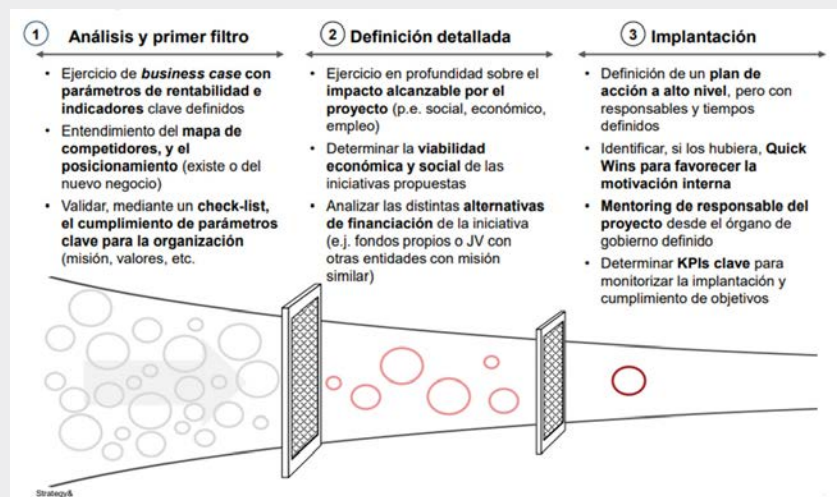 1 Análisis y primer filtro
• Ejercicio de business case con
parámetros de rentabilidad e
indicadores clave definidos
• Entendimiento del mapa de
competidores, y el
posicionamiento (existe o del
nuevo negocio)
• Validar, mediante un check-list,
el cumplimiento de parámetros
clave para la organización
(misión, valores, etc.
2 Definición detallada
• Ejercicio en profundidad sobre el
impacto alcanzable por el
proyecto (p.e. social, económico,
empleo)
• Determinar la viabilidad
económica y social de las
iniciativas propuestas
• Analizar las distintas alternativas
de financiación de la iniciativa
(e.j. fondos propios o JV con
otras entidades con misión
similar)
3 Implantación
• Definición de un plan de
acción a alto nivel, pero con
responsables y tiempos
definidos
• Identificar, si los hubiera, Quick
Wins para favorecer la
motivación interna
• Mentoring de responsable del
proyecto desde el órgano de
gobierno definido
• Determinar KPIs clave para
monitorizar la implantación y
cumplimiento de objetivos
Strategy&